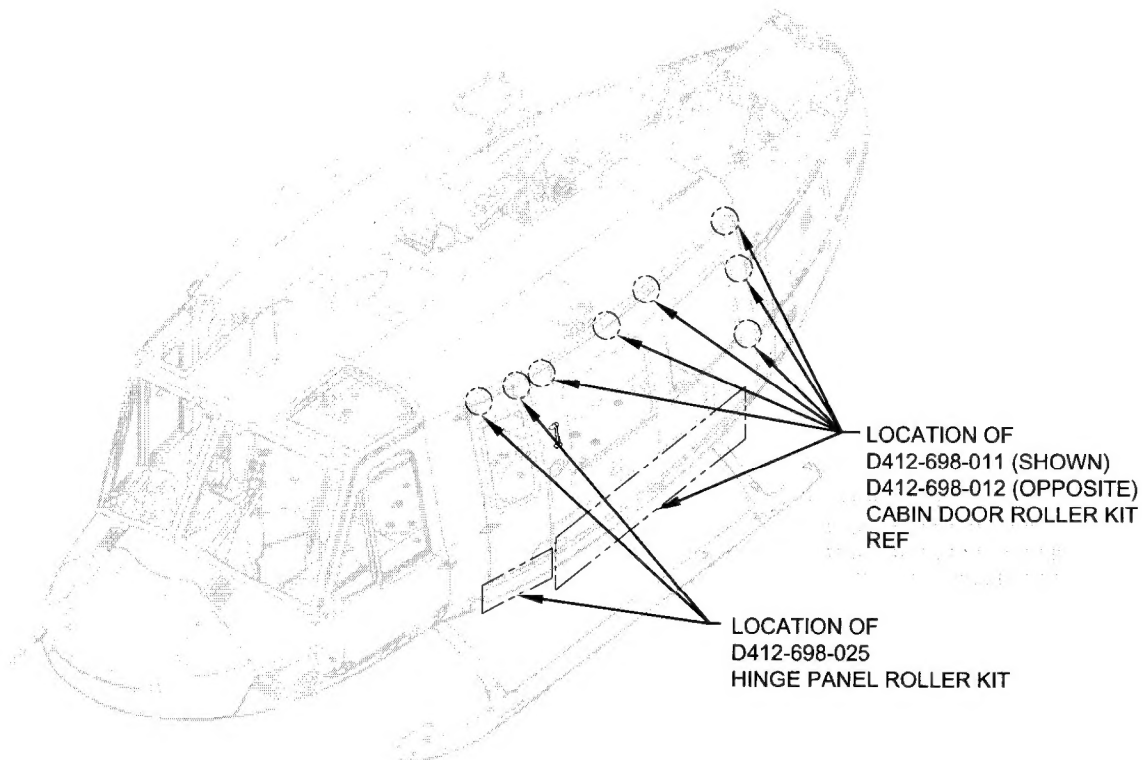 LOCATION OF
D412-698-011 (SHOWN)
D412-698-012 (OPPOSITE)
CABIN DOOR ROLLER KIT
REF
LOCATION OF
D412-698-025
HINGE PANEL ROLLER KIT